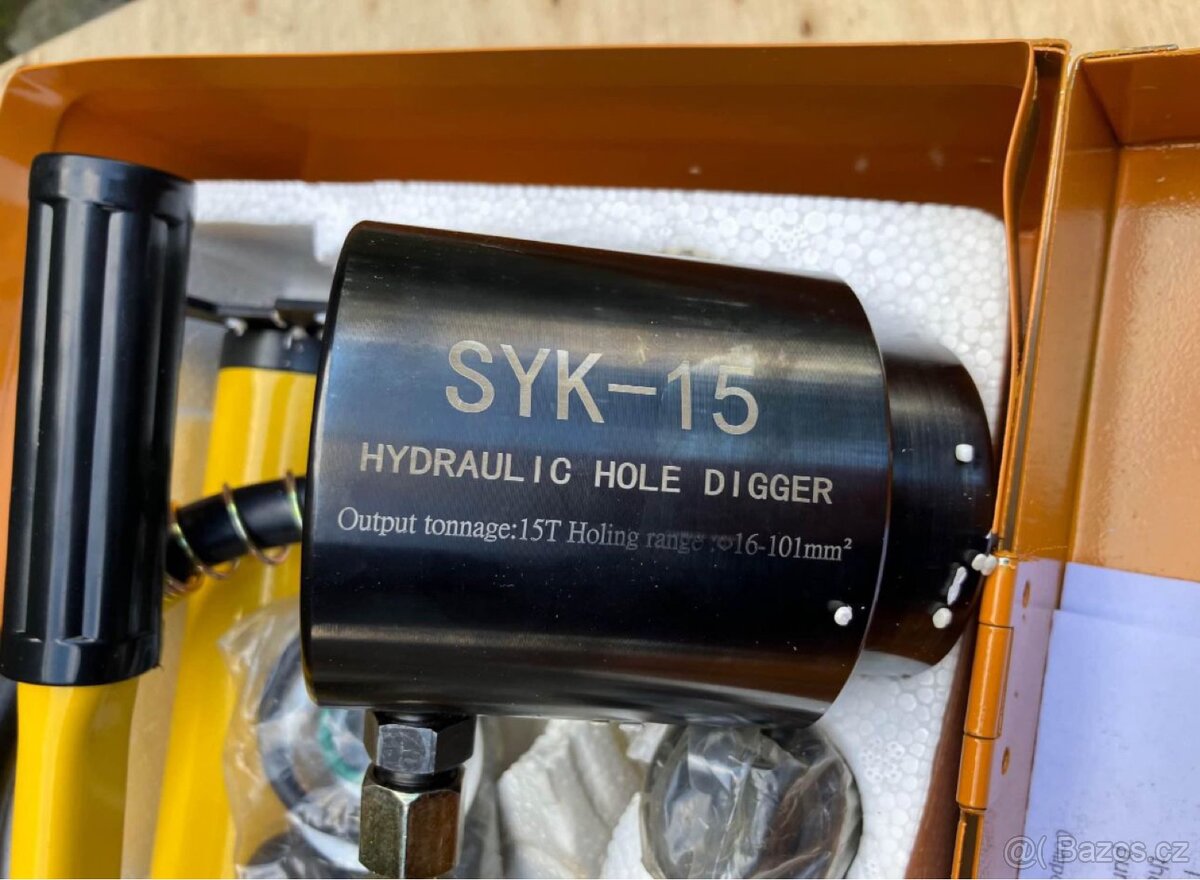 SYK-15
HYDRAULIC HOLE DIGGER
Output tonnage:15T Holing range :⌀16-101mm²
@( Bazos.cz